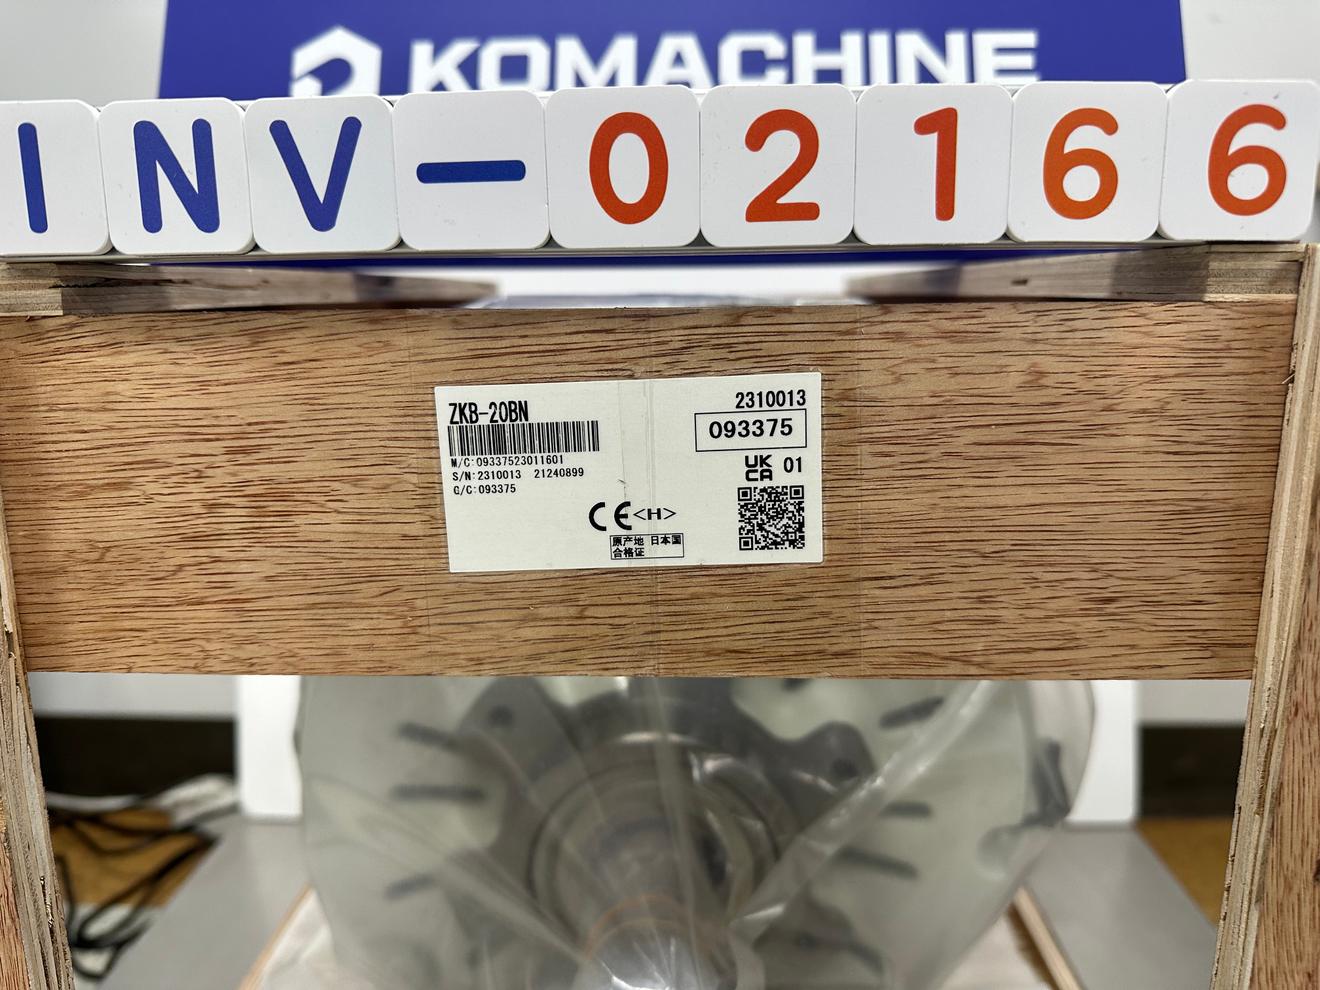 KOMACHINE
INV-02166
ZKB-20BN
2310013
093375
M/C:09337523011601
S/N:2310013 21240899
G/C:093375
UK
CA 01
CE <H>
原产地 日本国
合格证